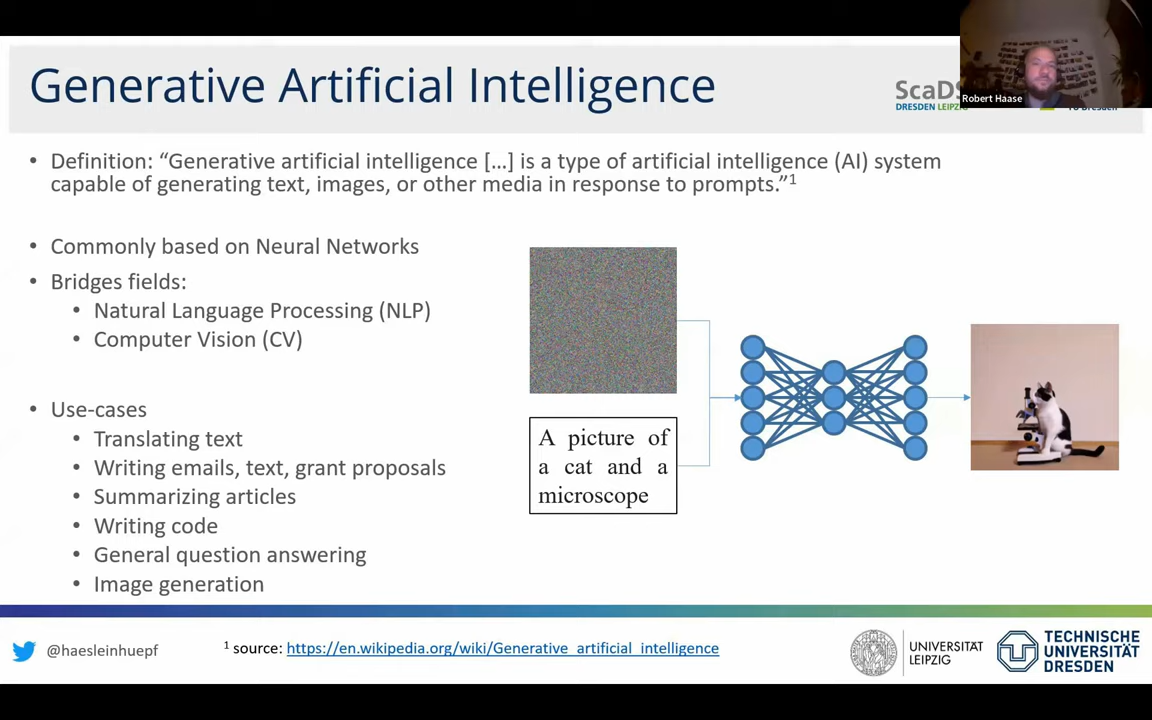 Generative Artificial Intelligence
ScaDS
DRESDEN LEIPZIG
Robert Haase
• Definition: “Generative artificial intelligence […] is a type of artificial intelligence (AI) system
capable of generating text, images, or other media in response to prompts.”1
• Commonly based on Neural Networks
• Bridges fields:
• Natural Language Processing (NLP)
• Computer Vision (CV)
• Use-cases
• Translating text
• Writing emails, text, grant proposals
• Summarizing articles
• Writing code
• General question answering
• Image generation
A picture of
a cat and a
microscope
@haesleinhuepf
1 source: https://en.wikipedia.org/wiki/Generative_artificial_intelligence
UNIVERSITÄT
LEIPZIG
TECHNISCHE
UNIVERSITÄT
DRESDEN